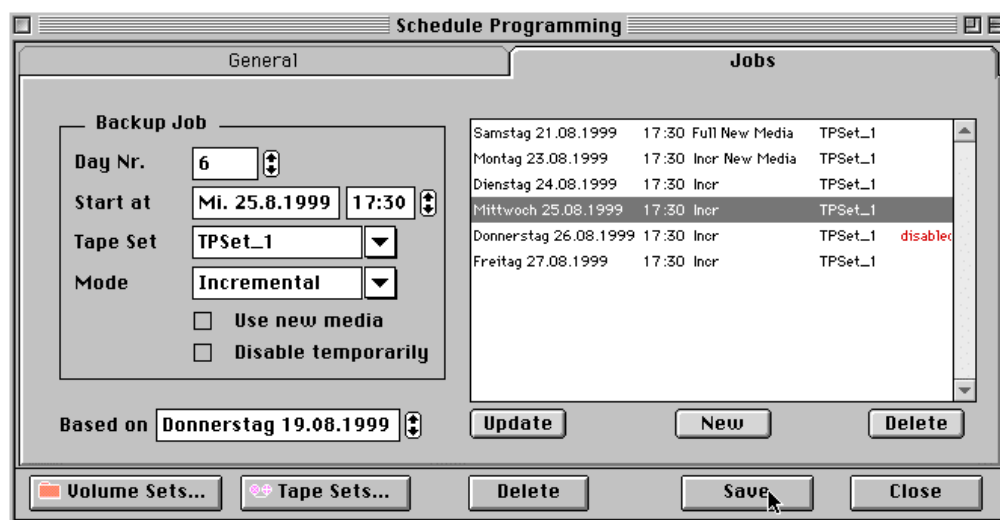 Schedule Programming
General
Jobs
Backup Job
Day Nr. 6
Start at Mi. 25.8.1999 17:30
Tape Set TPSet_1
Mode Incremental
Use new media
Disable temporarily
Based on Donnerstag 19.08.1999
Samstag 21.08.1999 17:30 Full New Media TPSet_1
Montag 23.08.1999 17:30 Incr New Media TPSet_1
Dienstag 24.08.1999 17:30 Incr TPSet_1
Mittwoch 25.08.1999 17:30 Incr TPSet_1
Donnerstag 26.08.1999 17:30 Incr TPSet_1 disabled
Freitag 27.08.1999 17:30 Incr TPSet_1
Update New Delete
Volume Sets... Tape Sets... Delete Save Close